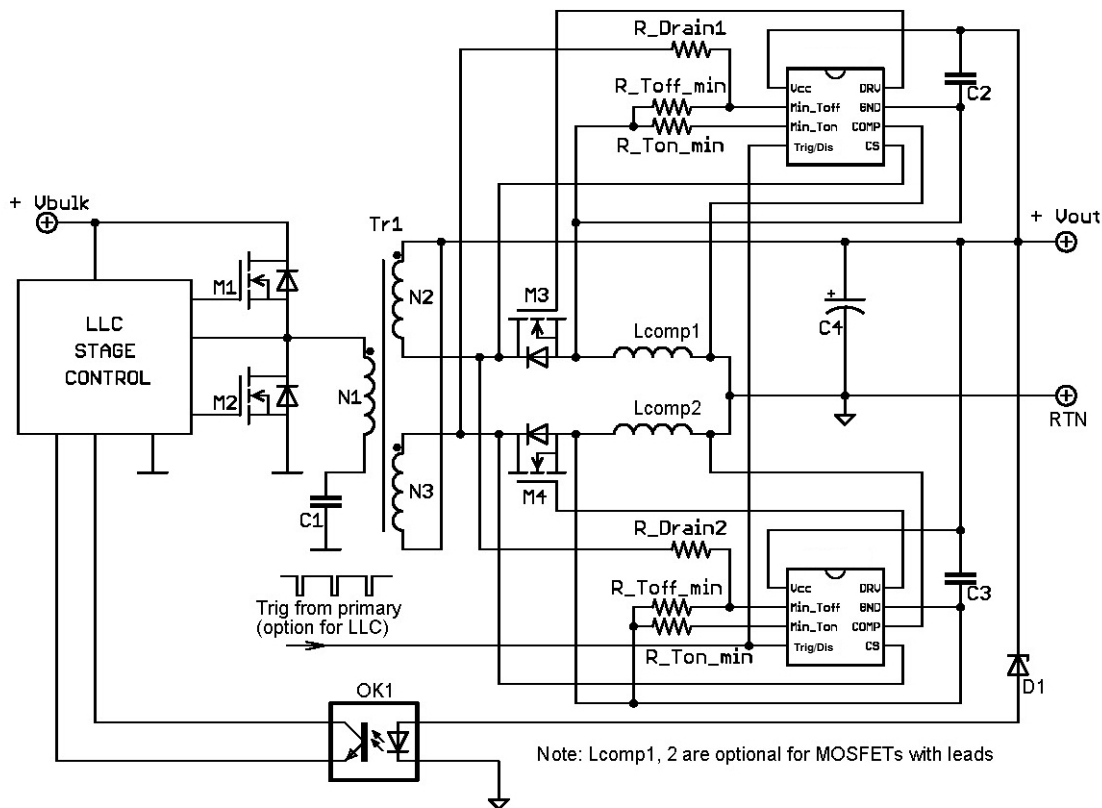 R_Drain1
R_Toff_min
R_Ton_min
Vcc
Min_Toff
Min_Ton
Trig/Dis
DRV
GND
COMP
CS
C2
+ Vbulk
Tr1
+ Vout
M1
N2
M3
LLC
STAGE
CONTROL
Lcomp1
+
C4
M2
N1
Lcomp2
RTN
N3
M4
C1
R_Drain2
Trig from primary
(option for LLC)
R_Toff_min
R_Ton_min
Vcc
Min_Toff
Min_Ton
Trig/Dis
DRV
GND
COMP
CS
C3
D1
OK1
Note: Lcomp1, 2 are optional for MOSFETs with leads